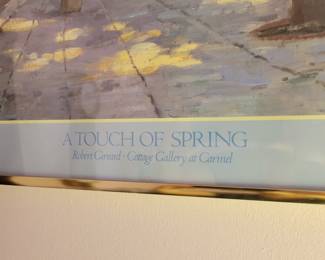 A TOUCH OF SPRING
Robert Girrard · Cottage Gallery at Carmel